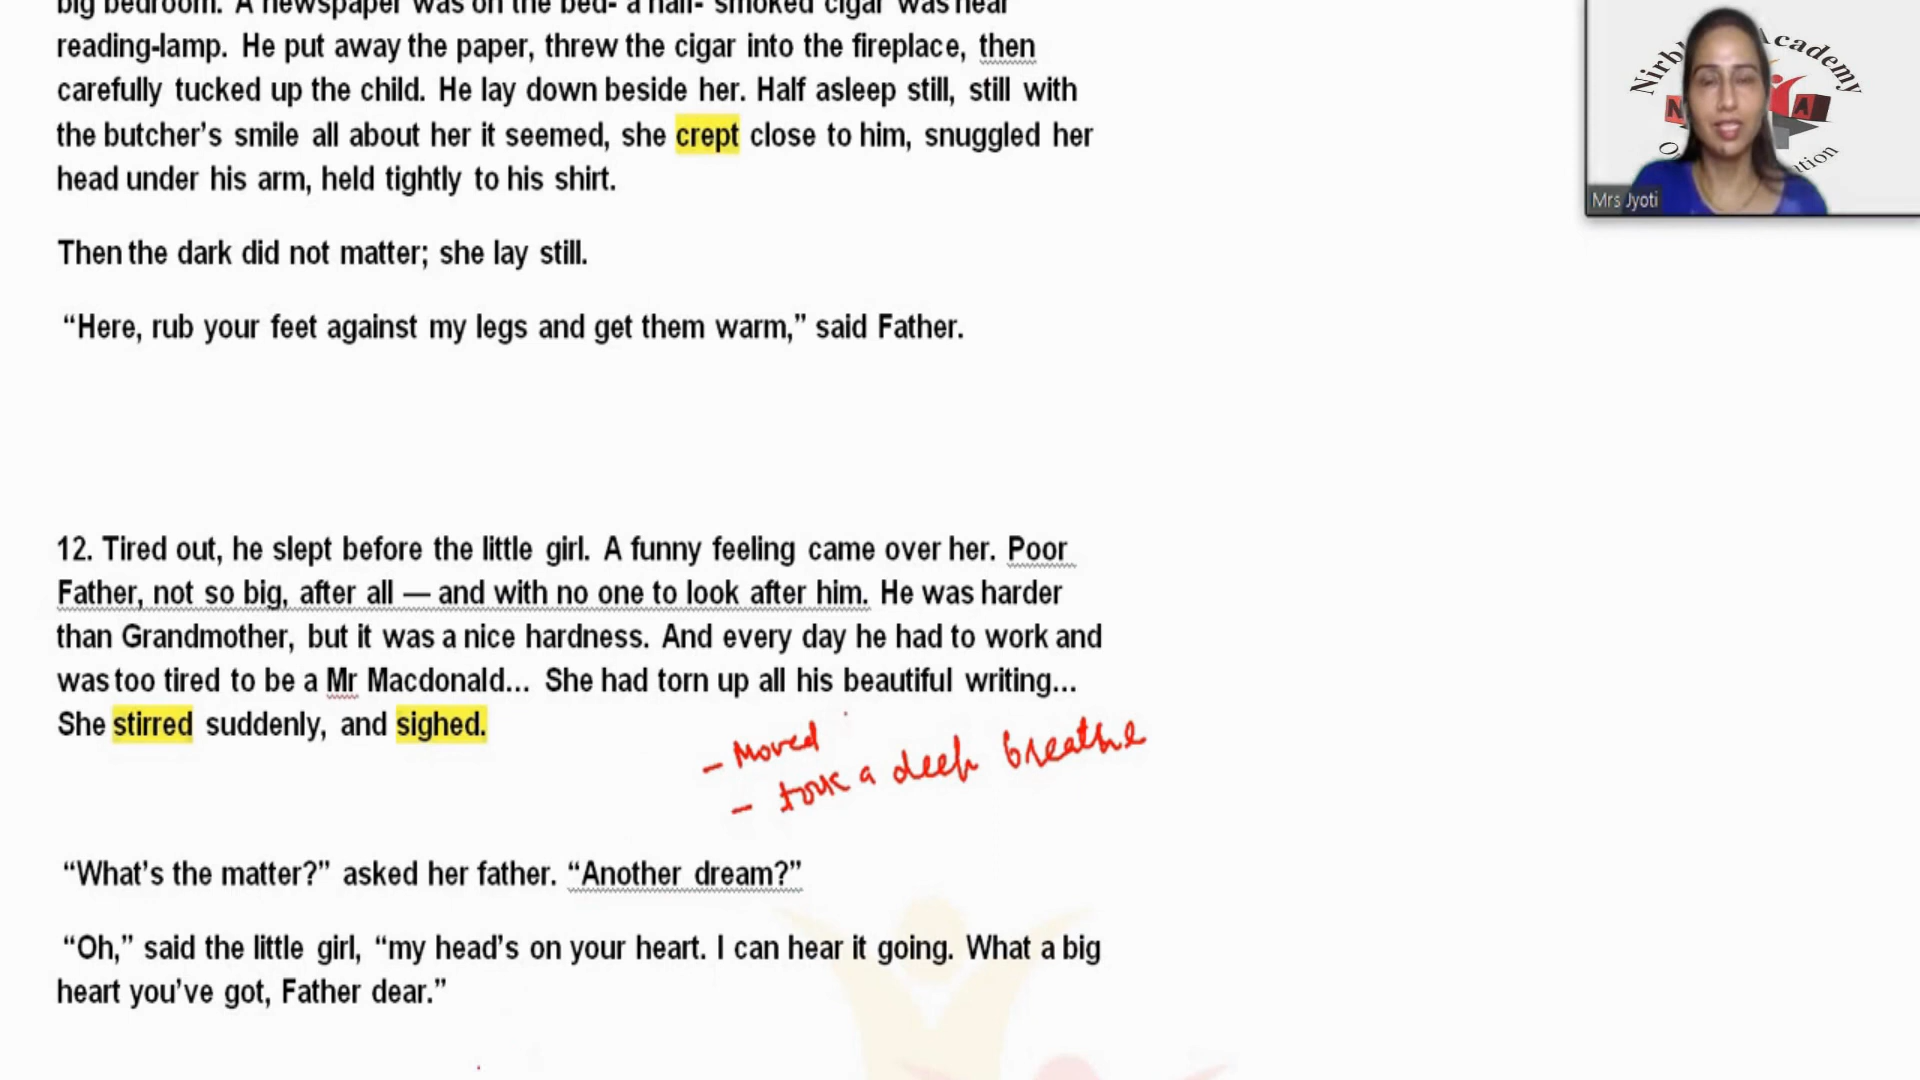 big bedroom. A newspaper was on the bed- a half- smoked cigar was near
reading-lamp. He put away the paper, threw the cigar into the fireplace, then
carefully tucked up the child. He lay down beside her. Half asleep still, still with
the butcher’s smile all about her it seemed, she crept close to him, snuggled her
head under his arm, held tightly to his shirt.
Then the dark did not matter; she lay still.
“Here, rub your feet against my legs and get them warm,” said Father.
12. Tired out, he slept before the little girl. A funny feeling came over her. Poor
Father, not so big, after all — and with no one to look after him. He was harder
than Grandmother, but it was a nice hardness. And every day he had to work and
was too tired to be a Mr Macdonald... She had torn up all his beautiful writing...
She stirred suddenly, and sighed.
- Moved
- took a deep breathe
“What’s the matter?” asked her father. “Another dream?”
“Oh,” said the little girl, “my head’s on your heart. I can hear it going. What a big
heart you’ve got, Father dear.”
Academy
N A
Mrs Jyoti